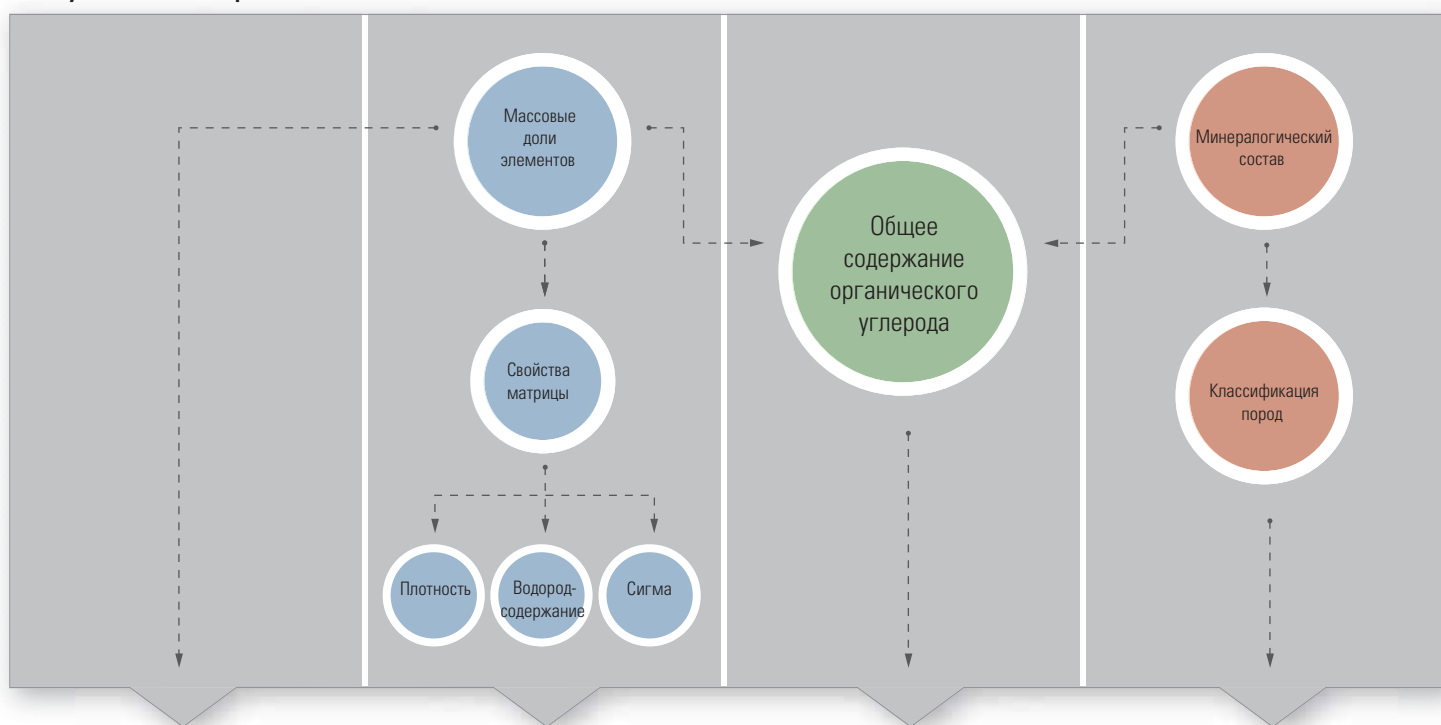 Массовые
доли
элементов
Минералогический
состав
Общее
содержание
органического
углерода
Свойства
матрицы
Классификация
пород
Плотность
Водород-
содержание
Сигма